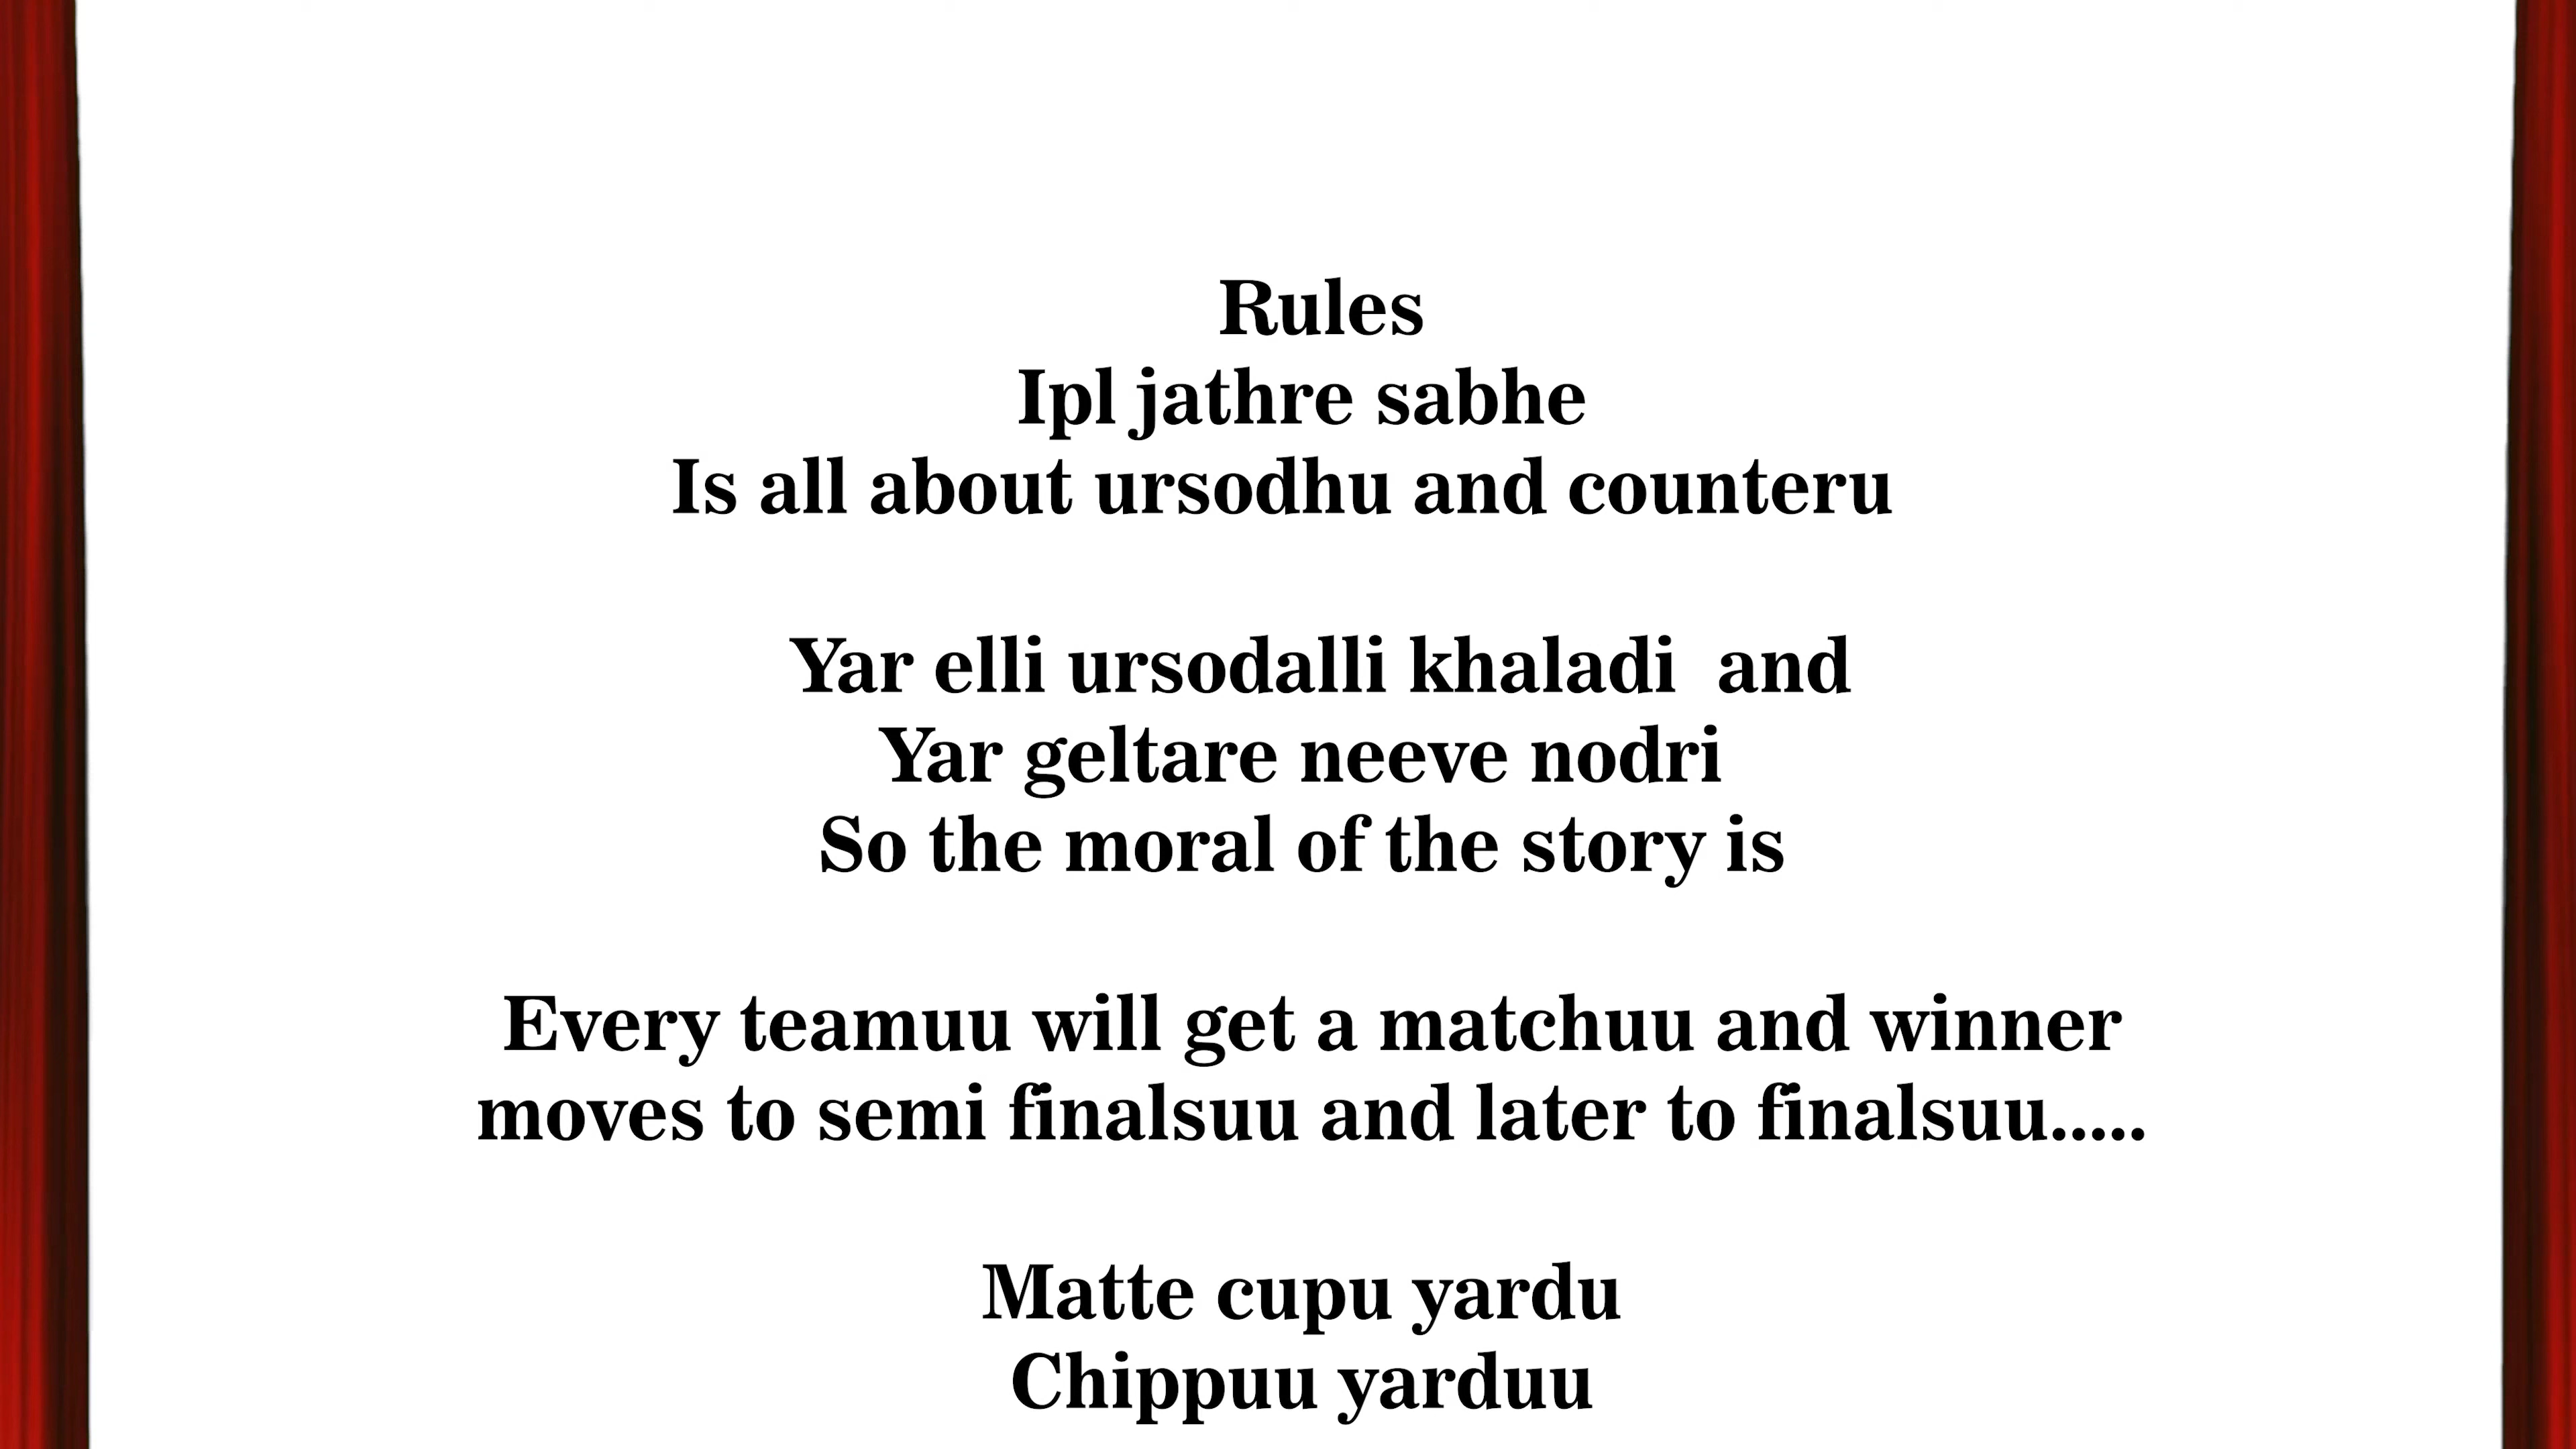 Rules
Ipl jathre sabhe
Is all about ursodhu and counteru
Yar elli ursodalli khaladi  and
Yar geltare neeve nodri
So the moral of the story is
Every teamuu will get a matchuu and winner
moves to semi finalsuu and later to finalsuu.....
Matte cupu yardu
Chippuu yarduu